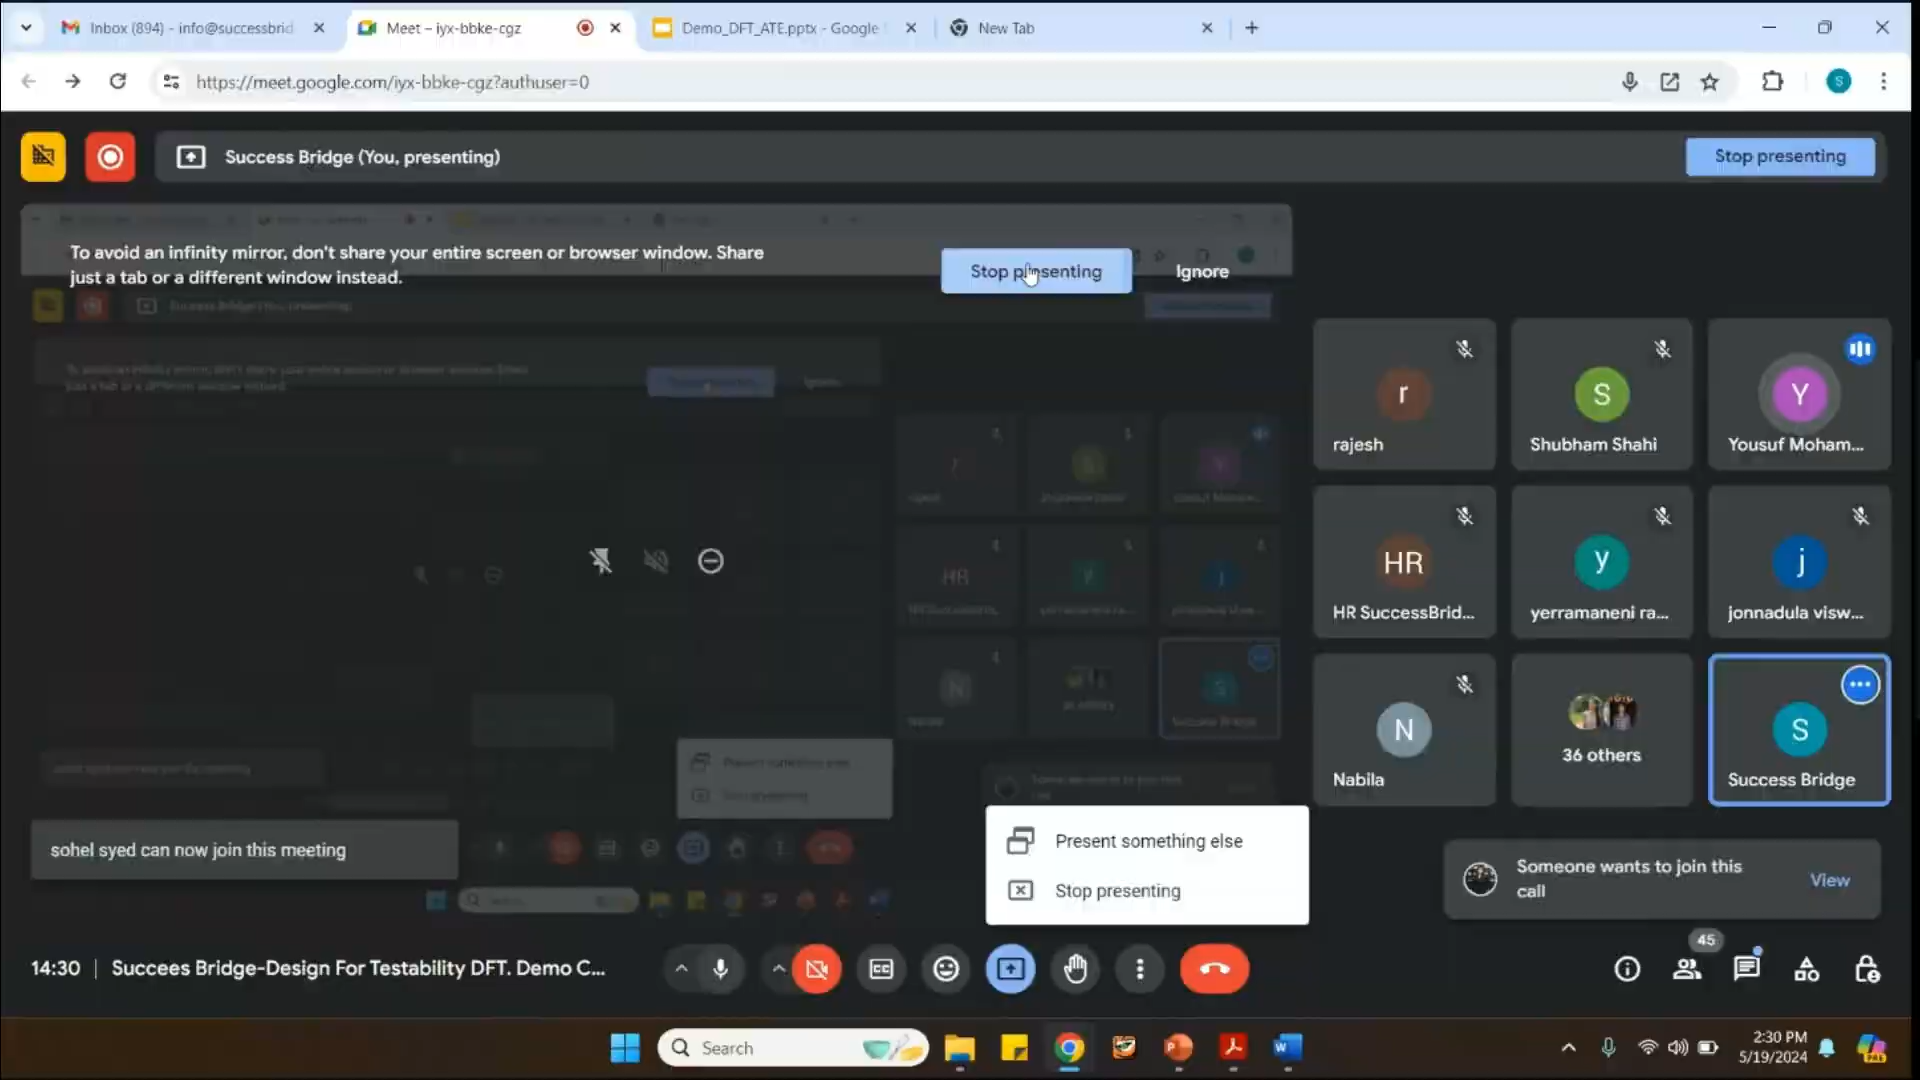 Inbox (894) - info@successbrid
Meet – iyx-bbke-cgz
Demo_DFT_ATE.pptx - Google
New Tab
https://meet.google.com/iyx-bbke-cgz?authuser=0
S
Success Bridge (You, presenting)
Stop presenting
To avoid an infinity mirror, don't share your entire screen or browser window. Share
just a tab or a different window instead.
Stop presenting
Ignore
r
rajesh
S
Shubham Shahi
Y
Yousuf Moham...
HR
HR SuccessBrid...
y
yerramaneni ra...
j
jonnadula visw...
N
Nabila
36 others
S
Success Bridge
sohel syed can now join this meeting
Present something else
Stop presenting
Someone wants to join this
call
View
45
14:30 | Succees Bridge-Design For Testability DFT. Demo C...
Search
2:30 PM
5/19/2024